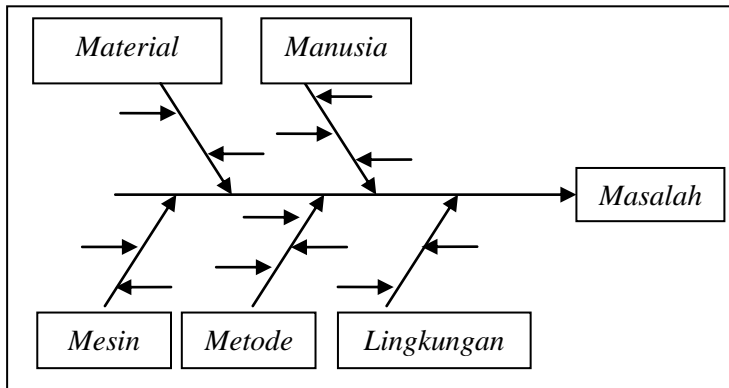 Material
Manusia
Masalah
Mesin
Metode
Lingkungan